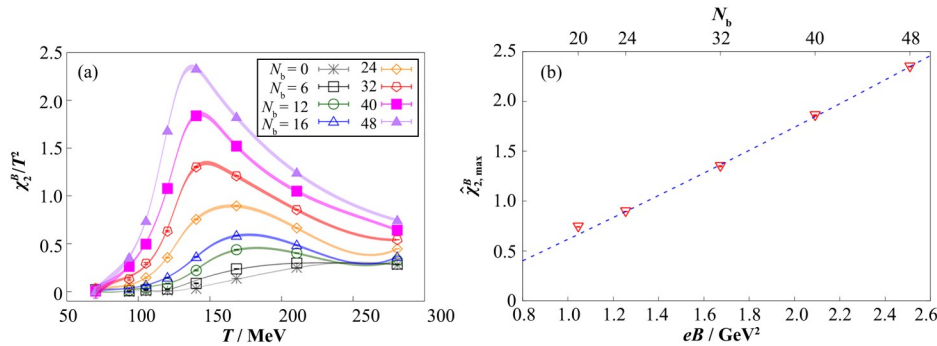 (a)
N_b = 0
N_b = 6
N_b = 12
N_b = 16
24
32
40
48
χ₂ᴮ/T²
2.5
2.0
1.5
1.0
0.5
0
50 100 150 200 250 300
T / MeV
N_b
20 24 32 40 48
(b)
χ̂ᴮ₂,max
2.5
2.0
1.5
1.0
0.5
0
0.8 1.0 1.2 1.4 1.6 1.8 2.0 2.2 2.4 2.6
eB / GeV²